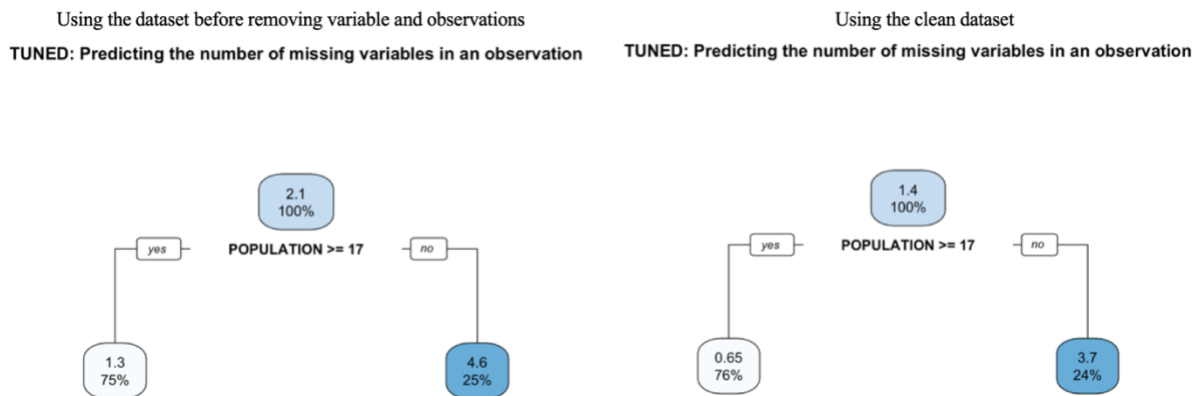 Using the dataset before removing variable and observations
TUNED: Predicting the number of missing variables in an observation
2.1
100%
yes
POPULATION >= 17
no
1.3
75%
4.6
25%
Using the clean dataset
TUNED: Predicting the number of missing variables in an observation
1.4
100%
yes
POPULATION >= 17
no
0.65
76%
3.7
24%